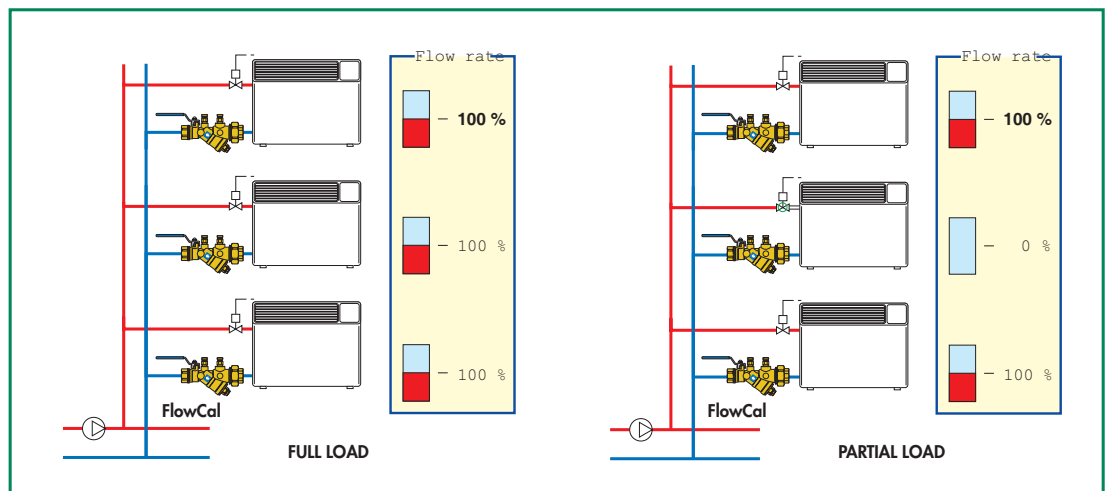 Flow rate
100 %
100 %
100 %
FlowCal
FULL LOAD
Flow rate
100 %
0 %
100 %
FlowCal
PARTIAL LOAD